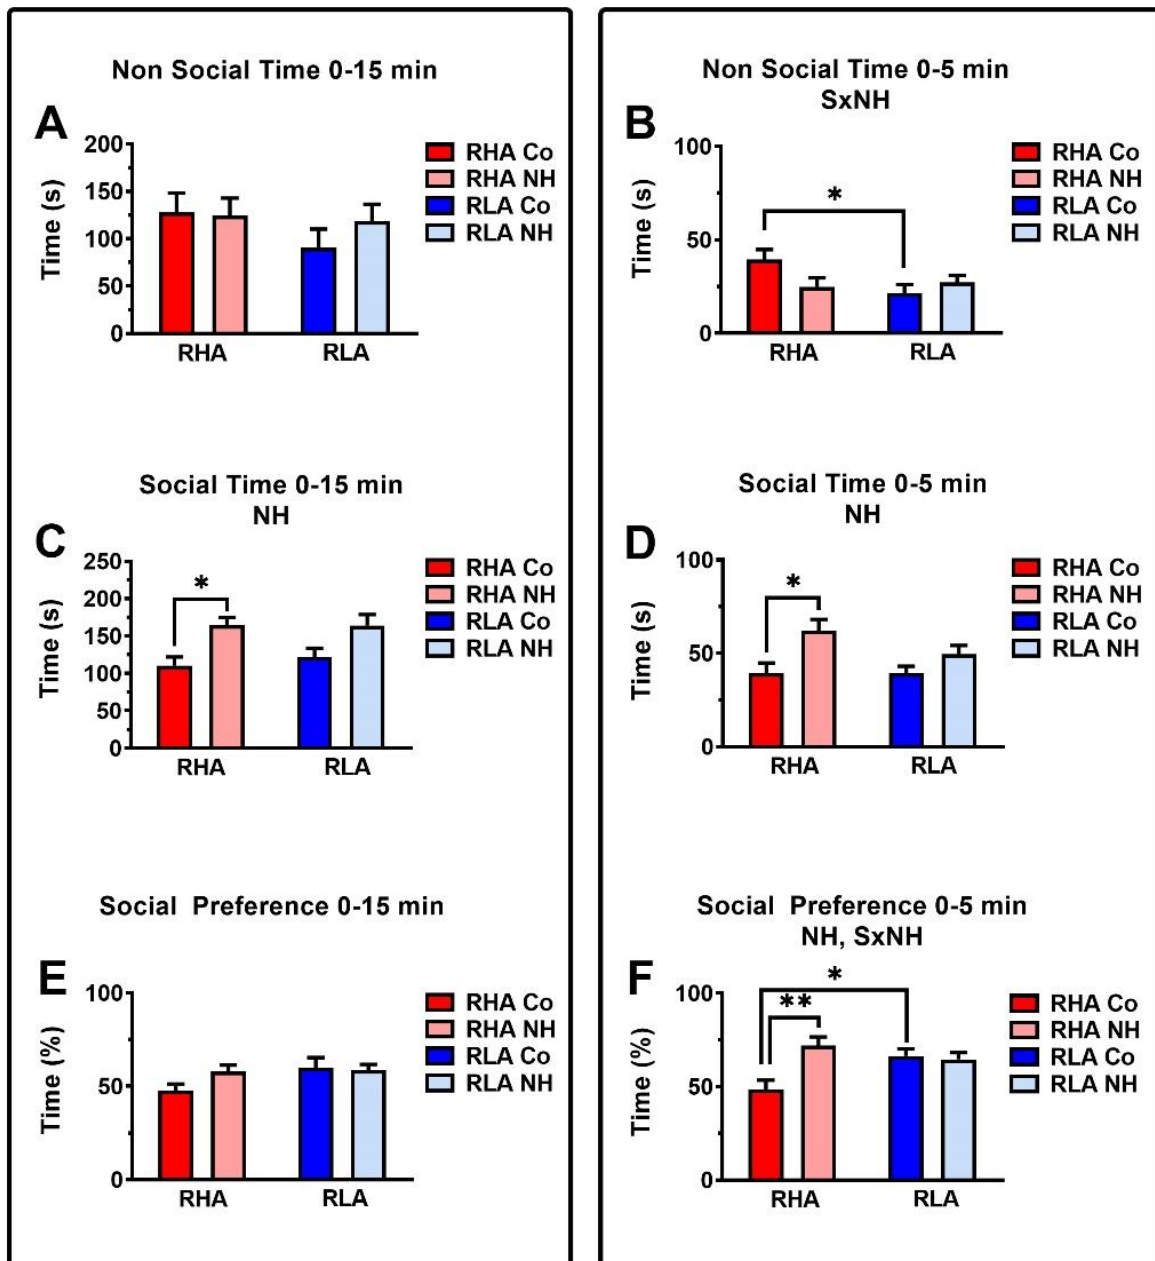 Non Social Time 0-15 min
A
Time (s)
200
150
100
50
0
RHA
RLA
RHA Co
RHA NH
RLA Co
RLA NH
Non Social Time 0-5 min
SxNH
B
Time (s)
100
50
0
*
RHA
RLA
RHA Co
RHA NH
RLA Co
RLA NH
Social Time 0-15 min
NH
C
Time (s)
250
200
150
100
50
0
*
RHA
RLA
RHA Co
RHA NH
RLA Co
RLA NH
Social Time 0-5 min
NH
D
Time (s)
100
50
0
*
RHA
RLA
RHA Co
RHA NH
RLA Co
RLA NH
Social Preference 0-15 min
E
Time (%)
100
50
0
RHA
RLA
RHA Co
RHA NH
RLA Co
RLA NH
Social Preference 0-5 min
NH, SxNH
F
Time (%)
100
50
0
*
**
RHA
RLA
RHA Co
RHA NH
RLA Co
RLA NH